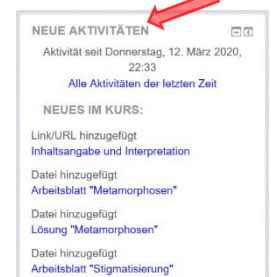 NEUE AKTIVITÄTEN
Aktivität seit Donnerstag, 12. März 2020,
22:33
Alle Aktivitäten der letzten Zeit
NEUES IM KURS:
Link/URL hinzugefügt
Inhaltsangabe und Interpretation
Datei hinzugefügt
Arbeitsblatt "Metamorphosen"
Datei hinzugefügt
Lösung "Metamorphosen"
Datei hinzugefügt
Arbeitsblatt "Stigmatisierung"